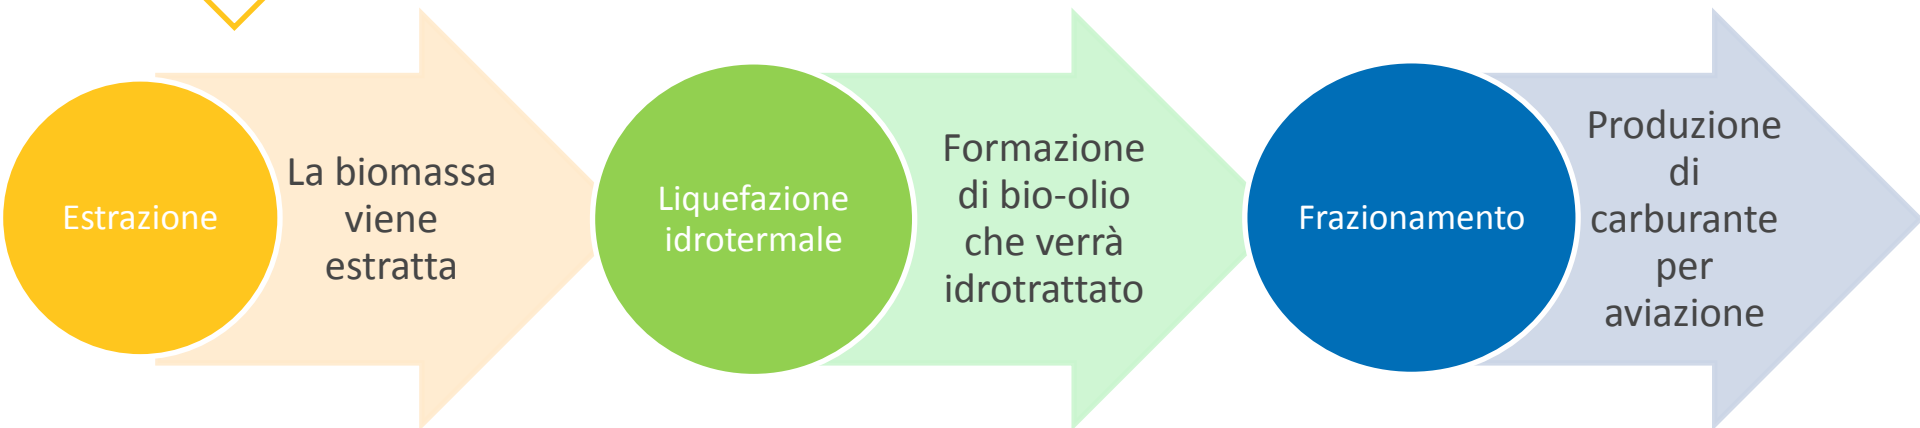 Estrazione
La biomassa
viene
estratta
Liquefazione
idrotermale
Formazione
di bio-olio
che verrà
idrotrattato
Frazionamento
Produzione
di
carburante
per
aviazione